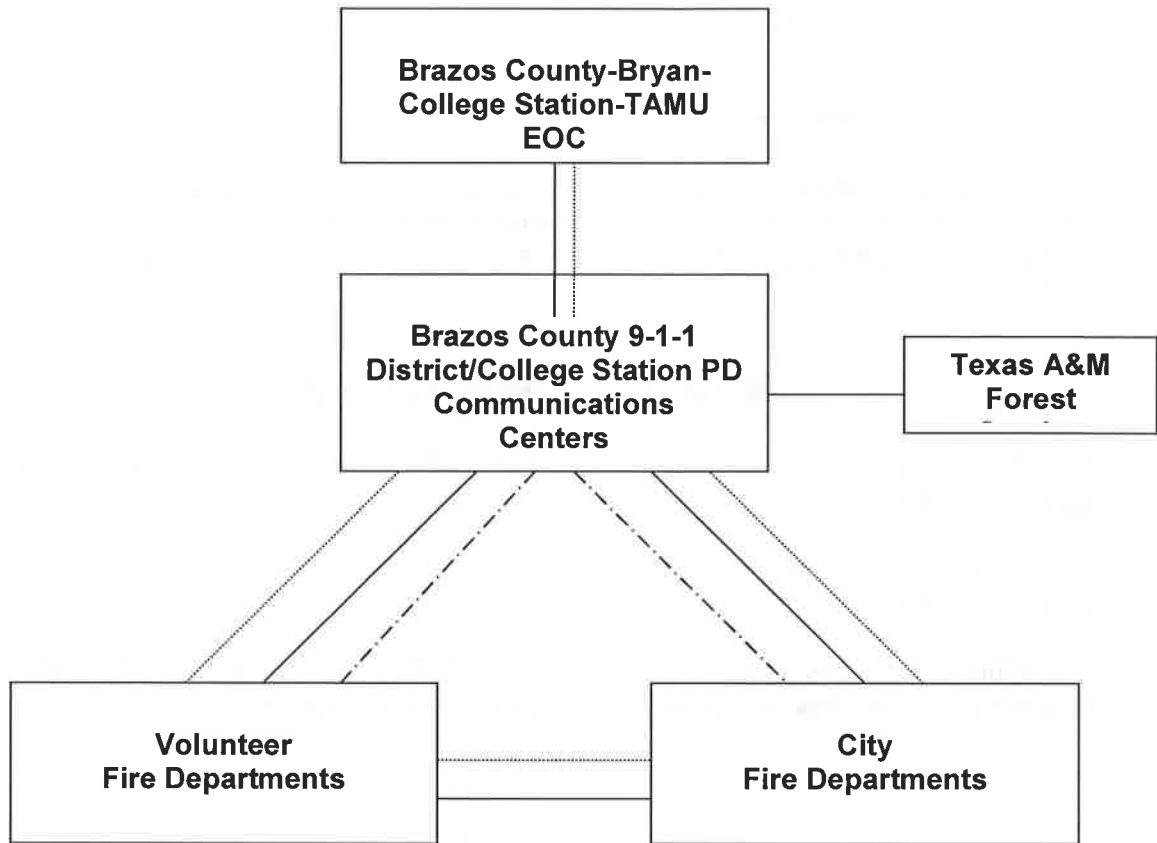 Brazos County-Bryan-
College Station-TAMU
EOC
Brazos County 9-1-1
District/College Station PD
Communications
Centers
Texas A&M
Forest
Volunteer
Fire Departments
City
Fire Departments